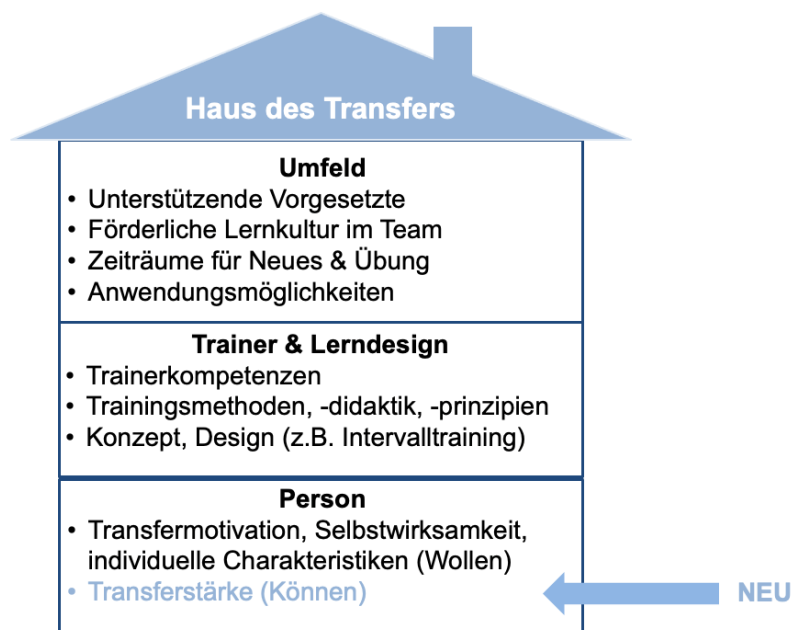 Haus des Transfers
Umfeld
• Unterstützende Vorgesetzte
• Förderliche Lernkultur im Team
• Zeiträume für Neues & Übung
• Anwendungsmöglichkeiten
Trainer & Lerndesign
• Trainerkompetenzen
• Trainingsmethoden, -didaktik, -prinzipien
• Konzept, Design (z.B. Intervalltraining)
Person
• Transfermotivation, Selbstwirksamkeit,
individuelle Charakteristiken (Wollen)
• Transferstärke (Können)
NEU